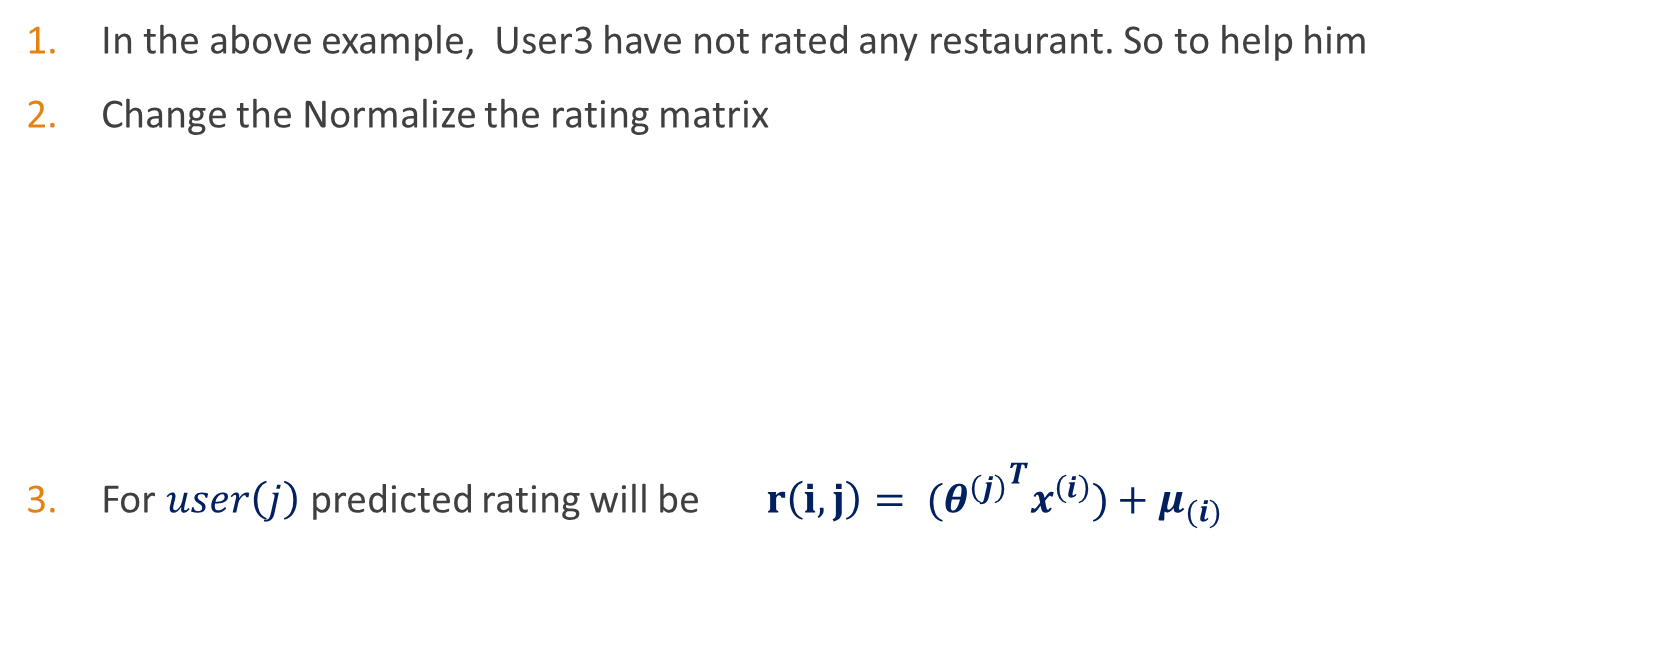 1. In the above example, User3 have not rated any restaurant. So to help him
2. Change the Normalize the rating matrix
3. For user(j) predicted rating will be r(i, j) = (θ^{(j)^T} x^{(i)}) + μ_{(i)}